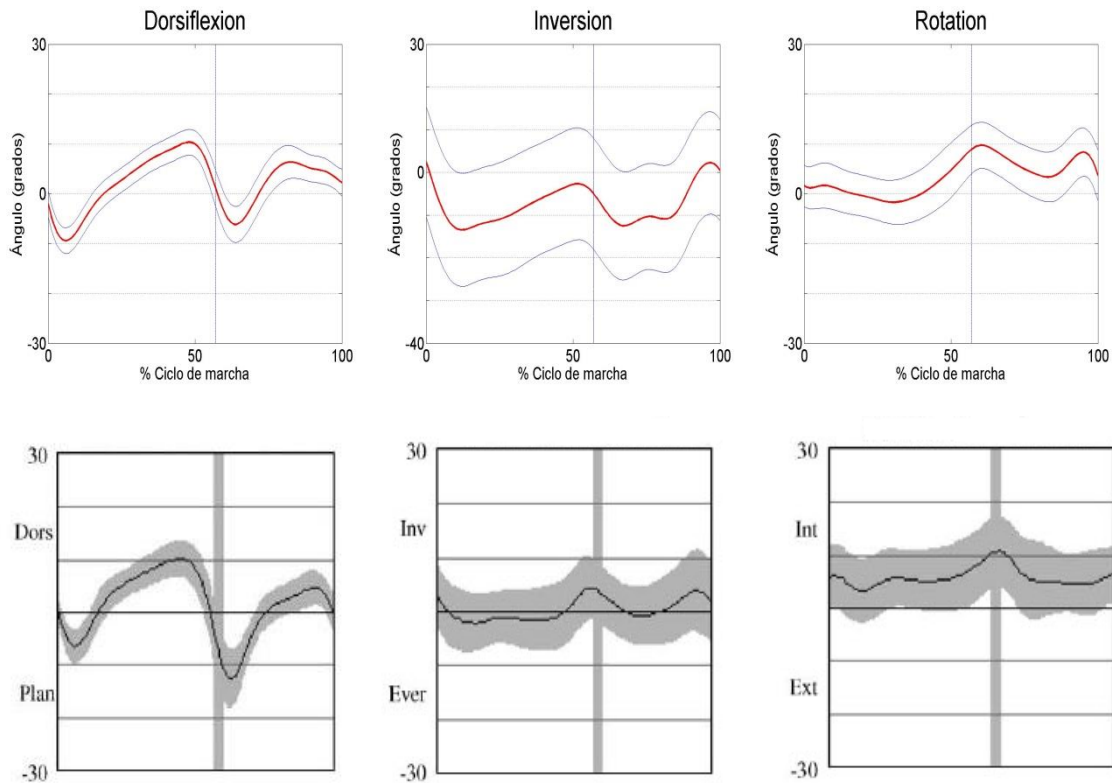 Dorsiflexion
30
Ángulo (grados)
0
-30
0
50
100
% Ciclo de marcha
Inversion
30
Ángulo (grados)
0
-40
0
50
100
% Ciclo de marcha
Rotation
30
Ángulo (grados)
0
-30
0
50
100
% Ciclo de marcha
30
Dors
Plan
-30
30
Inv
Ever
-30
30
Int
Ext
-30